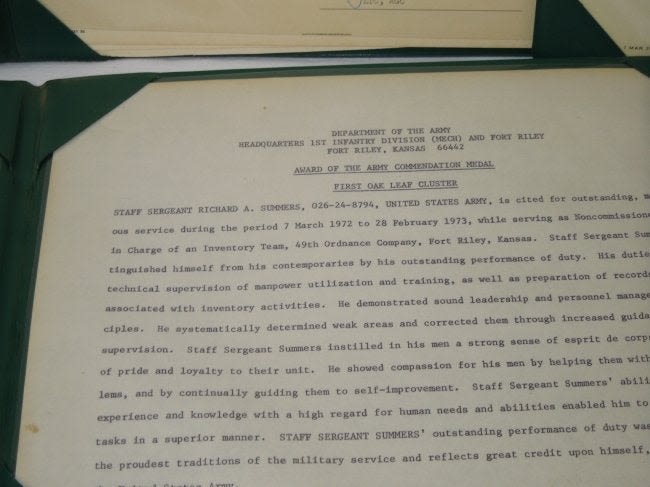 DEPARTMENT OF THE ARMY
HEADQUARTERS 1ST INFANTRY DIVISION (MECH) AND FORT RILEY
FORT RILEY, KANSAS 66442
AWARD OF THE ARMY COMMENDATION MEDAL
FIRST OAK LEAF CLUSTER
STAFF SERGEANT RICHARD A. SUMMERS, 026-24-8794, UNITED STATES ARMY, is cited for outstanding,
ous service during the period 7 March 1972 to 28 February 1973, while serving as Noncommissione
in Charge of an Inventory Team, 49th Ordnance Company, Fort Riley, Kansas. Staff Sergeant Sum
tinguished himself from his contemporaries by his outstanding performance of duty. His dutie
technical supervision of manpower utilization and training, as well as preparation of records
associated with inventory activities. He demonstrated sound leadership and personnel manage
ciples. He systematically determined weak areas and corrected them through increased guida
supervision. Staff Sergeant Summers instilled in his men a strong sense of esprit de corp
of pride and loyalty to their unit. He showed compassion for his men by helping them with
lems, and by continually guiding them to self-improvement. Staff Sergeant Summers' abili
experience and knowledge with a high regard for human needs and abilities enabled him to
tasks in a superior manner. STAFF SERGEANT SUMMERS' outstanding performance of duty was
the proudest traditions of the military service and reflects great credit upon himself,